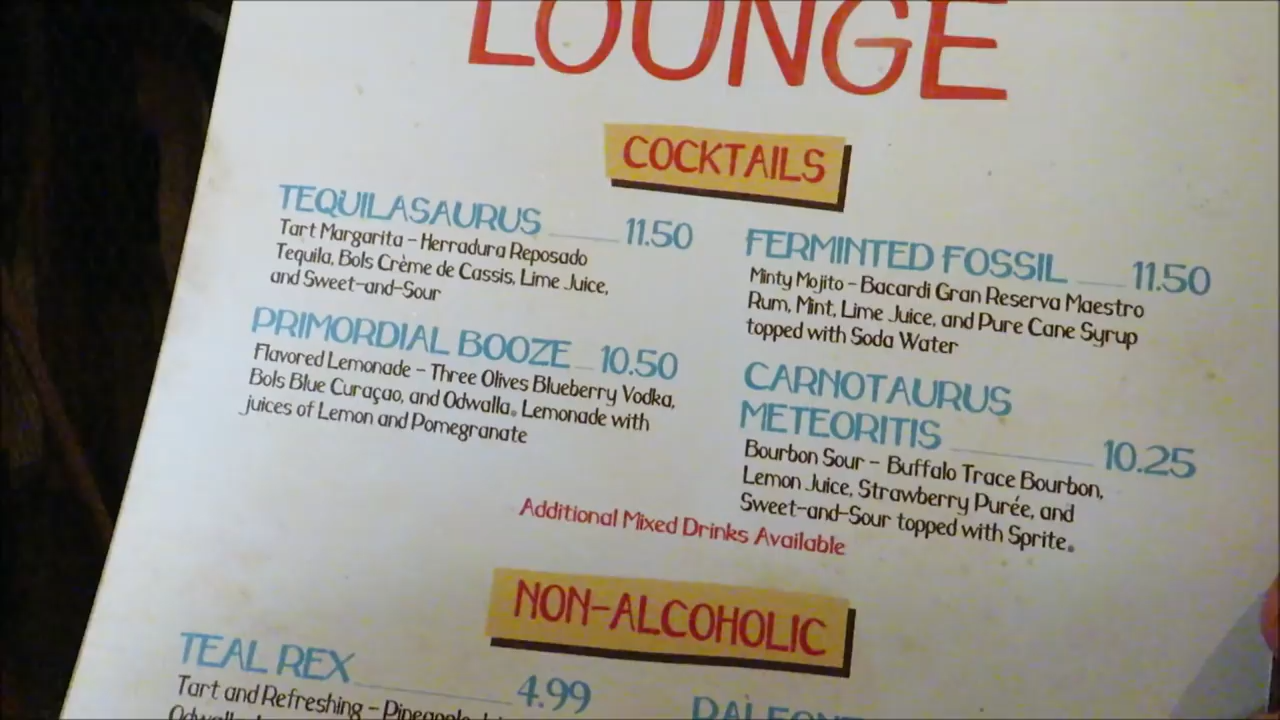 LOUNGE
COCKTAILS
TEQUILASAURUS 11.50
Tart Margarita – Herradura Reposado
Tequila, Bols Crème de Cassis, Lime Juice,
and Sweet-and-Sour
PRIMORDIAL BOOZE 10.50
Flavored Lemonade – Three Olives Blueberry Vodka,
Bols Blue Curaçao, and Odwalla® Lemonade with
juices of Lemon and Pomegranate
FERMINTED FOSSIL 11.50
Minty Mojito – Bacardi Gran Reserva Maestro
Rum, Mint, Lime Juice, and Pure Cane Syrup
topped with Soda Water
CARNOTAURUS
METEORITIS 10.25
Bourbon Sour – Buffalo Trace Bourbon,
Lemon Juice, Strawberry Purée, and
Sweet-and-Sour topped with Sprite®
Additional Mixed Drinks Available
NON-ALCOHOLIC
TEAL REX 4.99
Tart and Refreshing – Pineapple